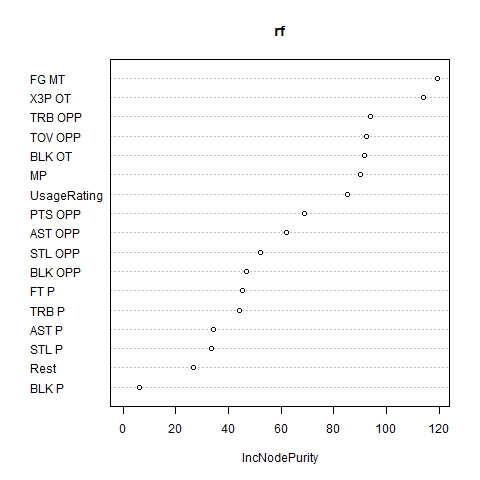 rf
FG MT
X3P OT
TRB OPP
TOV OPP
BLK OT
MP
UsageRating
PTS OPP
AST OPP
STL OPP
BLK OPP
FT P
TRB P
AST P
STL P
Rest
BLK P
0 20 40 60 80 100 120
IncNodePurity